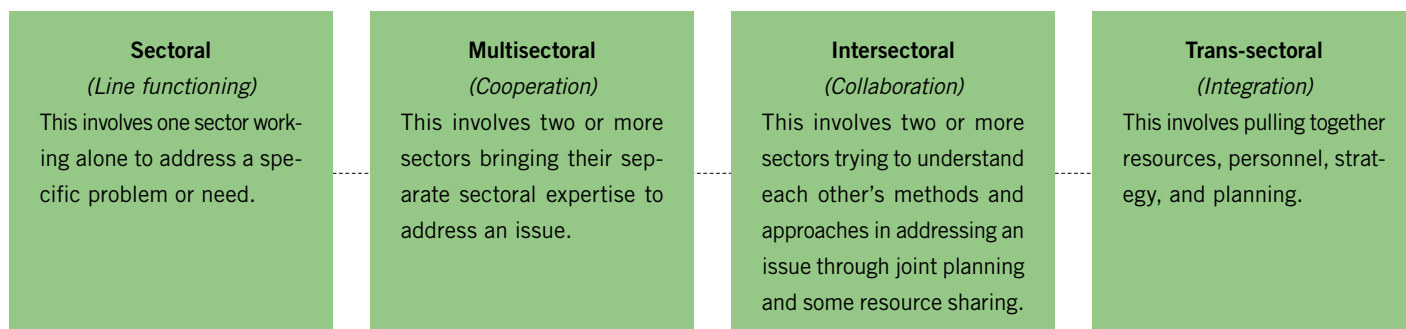 Sectoral
(Line functioning)
This involves one sector work-
ing alone to address a spe-
cific problem or need.
Multisectoral
(Cooperation)
This involves two or more
sectors bringing their sep-
arate sectoral expertise to
address an issue.
Intersectoral
(Collaboration)
This involves two or more
sectors trying to understand
each other’s methods and
approaches in addressing an
issue through joint planning
and some resource sharing.
Trans-sectoral
(Integration)
This involves pulling together
resources, personnel, strat-
egy, and planning.